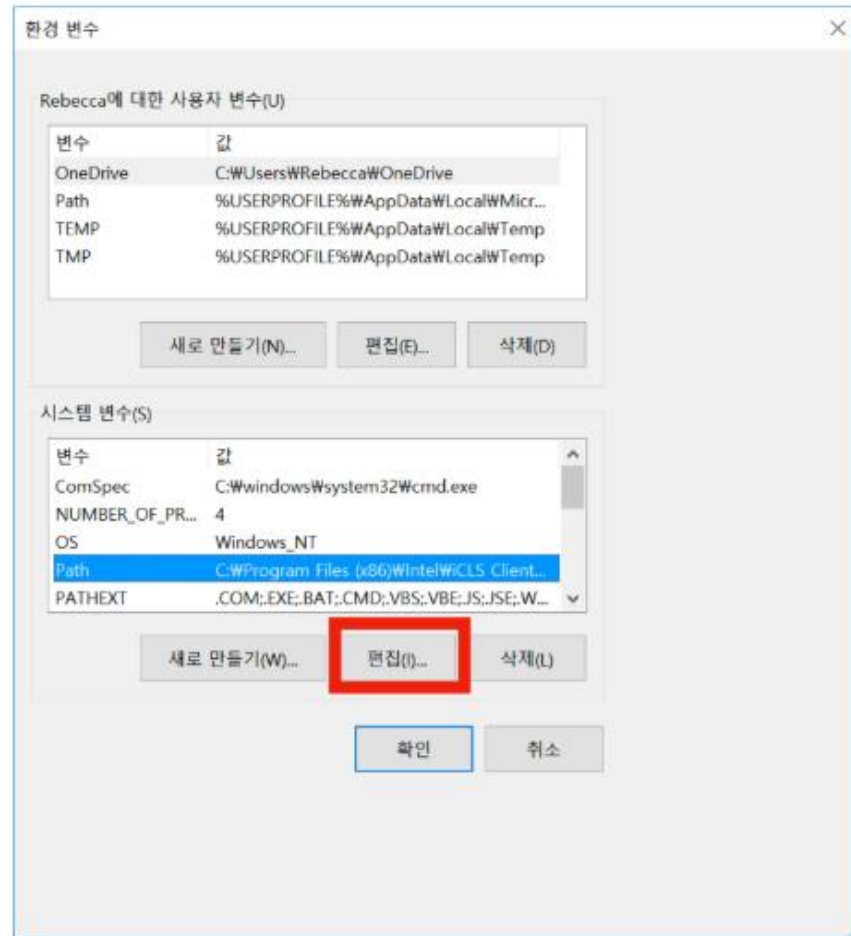 환경 변수
Rebecca에 대한 사용자 변수(U)
변수 값
OneDrive C:₩Users₩Rebecca₩OneDrive
Path %USERPROFILE%₩AppData₩Local₩Micr...
TEMP %USERPROFILE%₩AppData₩Local₩Temp
TMP %USERPROFILE%₩AppData₩Local₩Temp
새로 만들기(N)... 편집(E)... 삭제(D)
시스템 변수(S)
변수 값
ComSpec C:₩windows₩system32₩cmd.exe
NUMBER_OF_PR... 4
OS Windows_NT
Path C:₩Program Files (x86)₩Intel₩iCLS Client...
PATHEXT .COM;.EXE;.BAT;.CMD;.VBS;.VBE;.JS;.JSE;.W...
새로 만들기(W)... 편집(I)... 삭제(L)
확인 취소